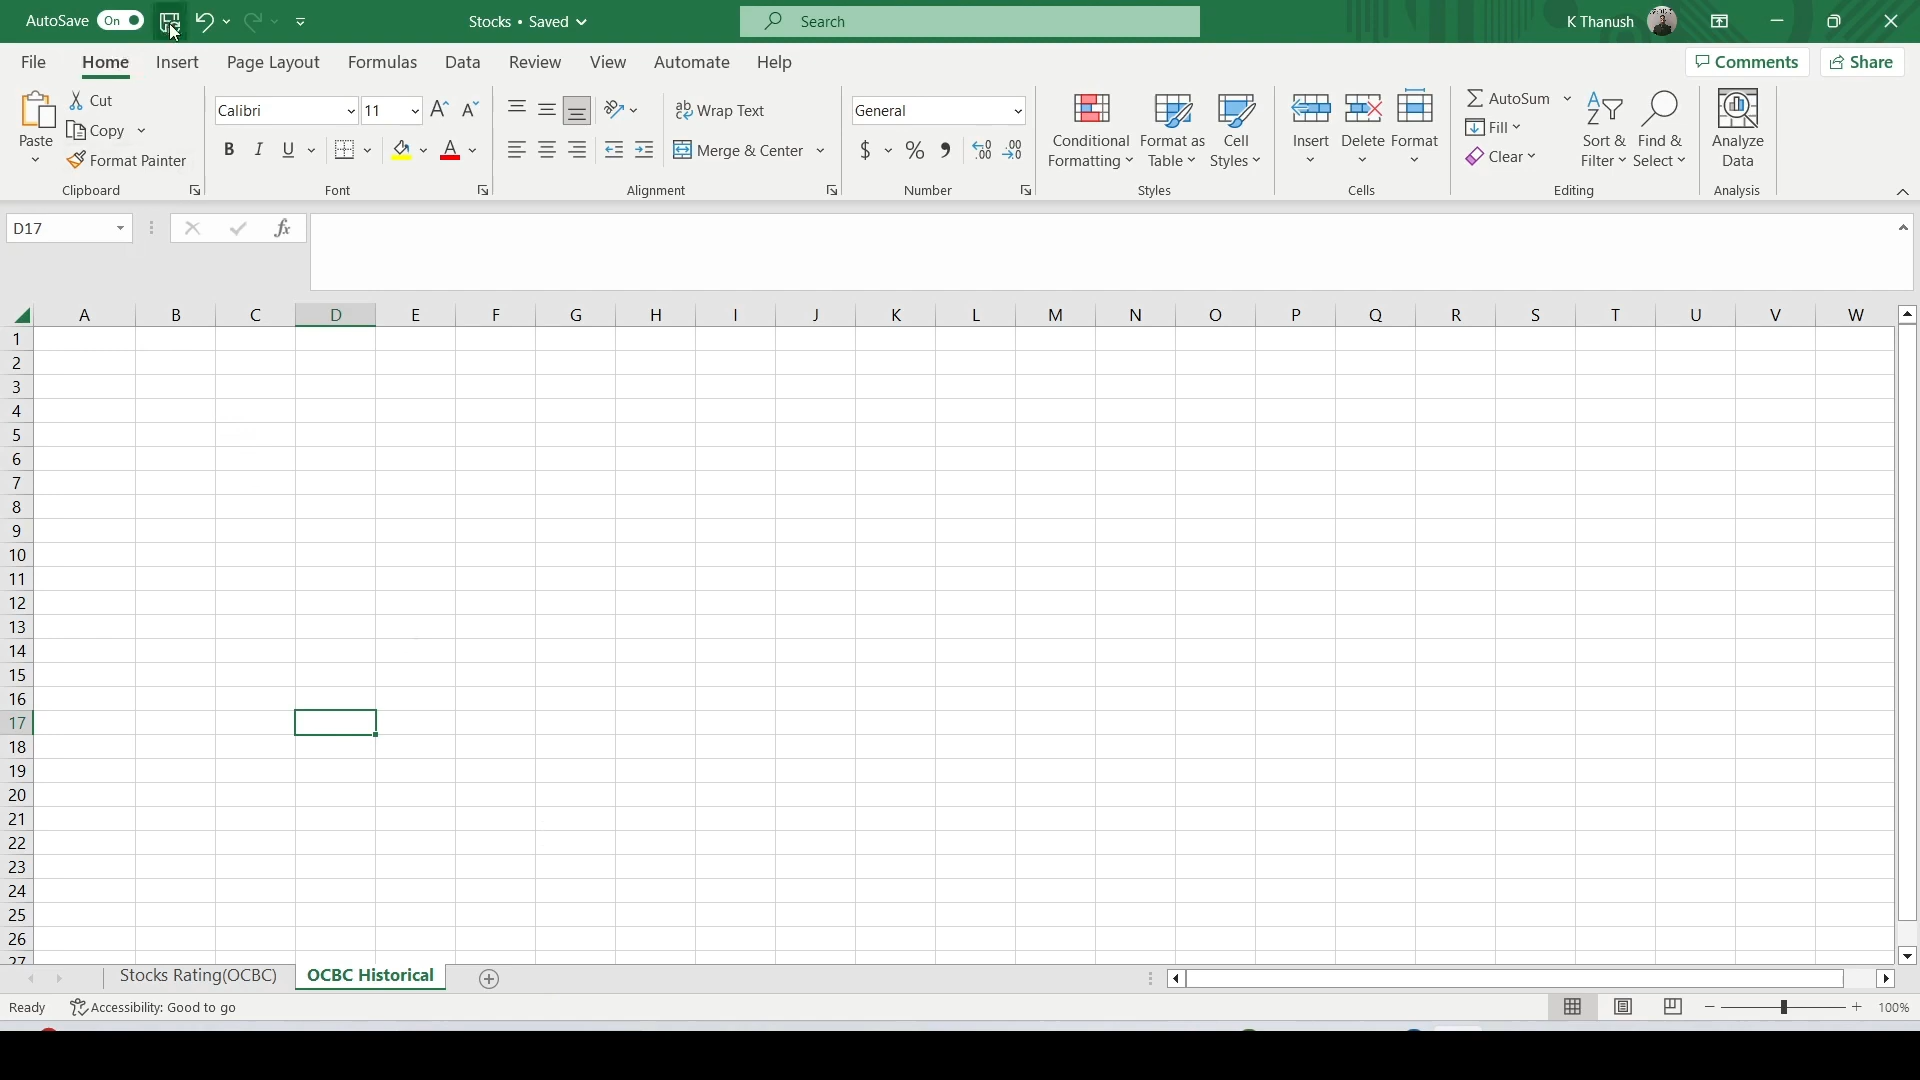 AutoSave On Stocks • Saved Search K Thanush
File Home Insert Page Layout Formulas Data Review View Automate Help Comments Share
Paste Cut Copy Format Painter Clipboard
Calibri 11 B I U A Font
Wrap Text Merge & Center Alignment
General $ % , Number
Conditional Formatting Format as Table Cell Styles Styles
Insert Delete Format Cells
AutoSum Fill Clear Sort & Filter Find & Select Editing
Analyze Data Analysis
D17 fx
A B C D E F G H I J K L M N O P Q R S T U V W
1
2
3
4
5
6
7
8
9
10
11
12
13
14
15
16
17
18
19
20
21
22
23
24
25
26
27
Stocks Rating(OCBC) OCBC Historical
Ready Accessibility: Good to go 100%